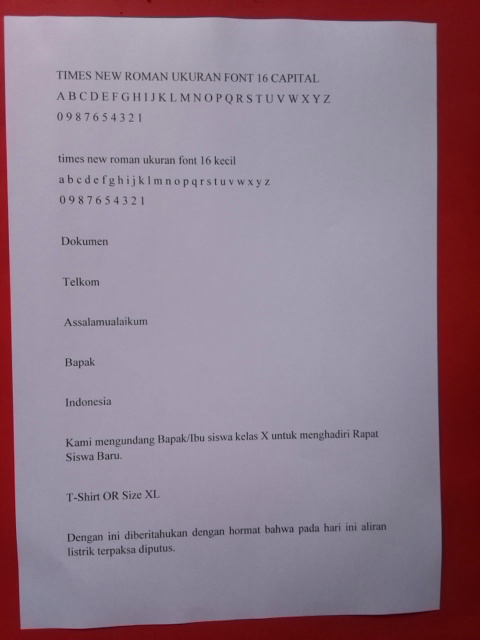 TIMES NEW ROMAN UKURAN FONT 16 CAPITAL
A B C D E F G H I J K L M N O P Q R S T U V W X Y Z
0 9 8 7 6 5 4 3 2 1
times new roman ukuran font 16 kecil
a b c d e f g h i j k l m n o p q r s t u v w x y z
0 9 8 7 6 5 4 3 2 1
Dokumen
Telkom
Assalamualaikum
Bapak
Indonesia
Kami mengundang Bapak/Ibu siswa kelas X untuk menghadiri Rapat
Siswa Baru.
T-Shirt OR Size XL
Dengan ini diberitahukan dengan hormat bahwa pada hari ini aliran
listrik terpaksa diputus.